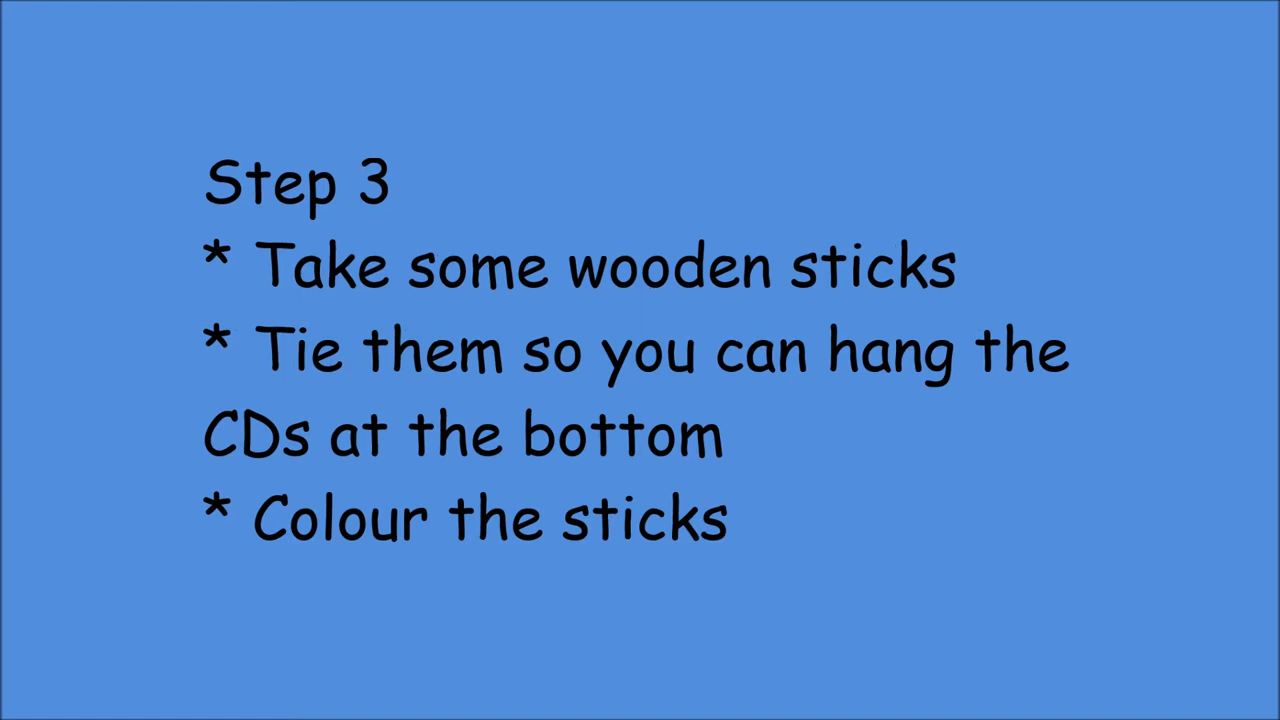 Step 3
* Take some wooden sticks
* Tie them so you can hang the
CDs at the bottom
* Colour the sticks